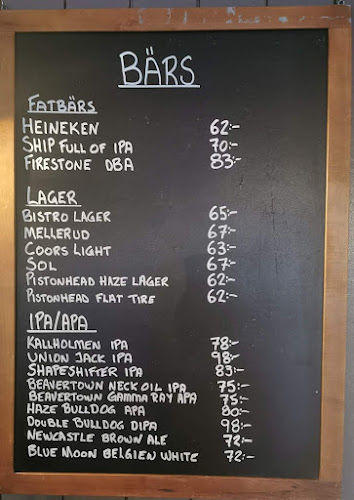 BÄRS
FATBÄRS
HEINEKEN 62:-
SHIP FULL OF IPA 70:-
FIRESTONE DBA 83:-
LAGER
BISTRO LAGER 65:-
MELLERUD 67:-
COORS LIGHT 63:-
SOL 67:-
PISTONHEAD HAZE LAGER 62:-
PISTONHEAD FLAT TIRE 62:-
IPA/APA
KALLHOLMEN IPA 78:-
UNION JACK IPA 98:-
SHAPESHIFTER IPA 83:-
BEAVERTOWN NECK OIL IPA 75:-
BEAVERTOWN GAMMA RAY APA 75:-
HAZE BULLDOG APA 80:-
DOUBLE BULLDOG DIPA 98:-
NEWCASTLE BROWN ALE 72:-
BLUE MOON BELGIEN WHITE 72:-